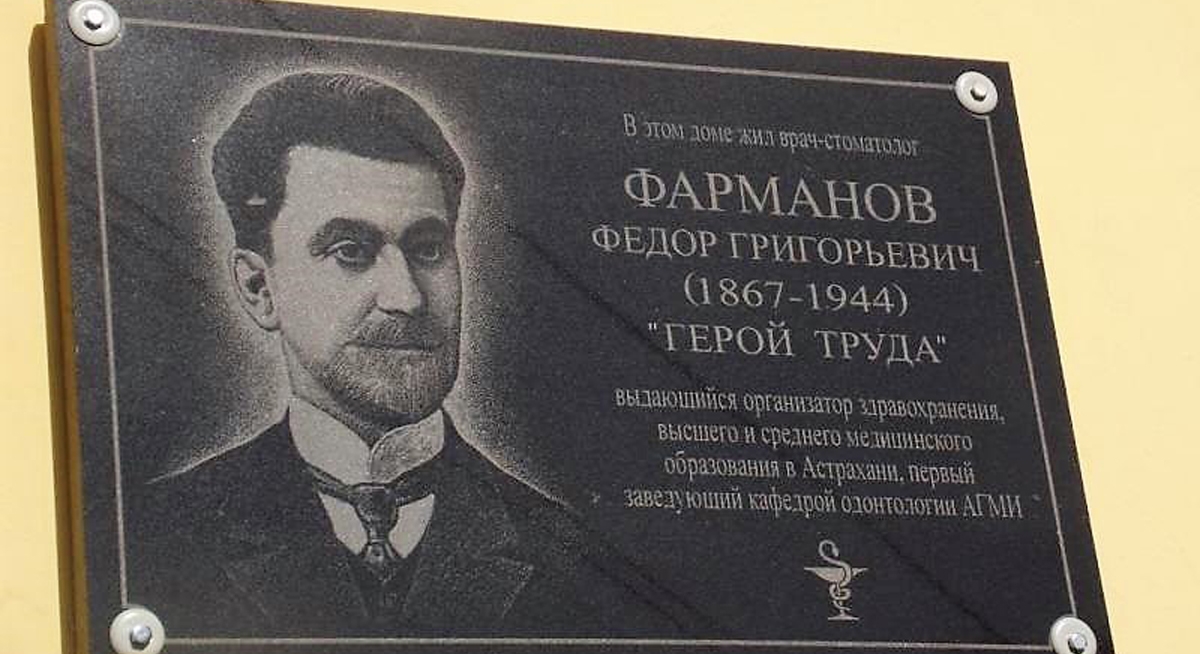 В этом доме жил врач-стоматолог
ФАРМАНОВ
ФЕДОР ГРИГОРЬЕВИЧ
(1867-1944)
"ГЕРОЙ ТРУДА"
выдающийся организатор здравохранения,
высшего и среднего медицинского
образования в Астрахани, первый
заведующий кафедрой одонтологии АГМИ